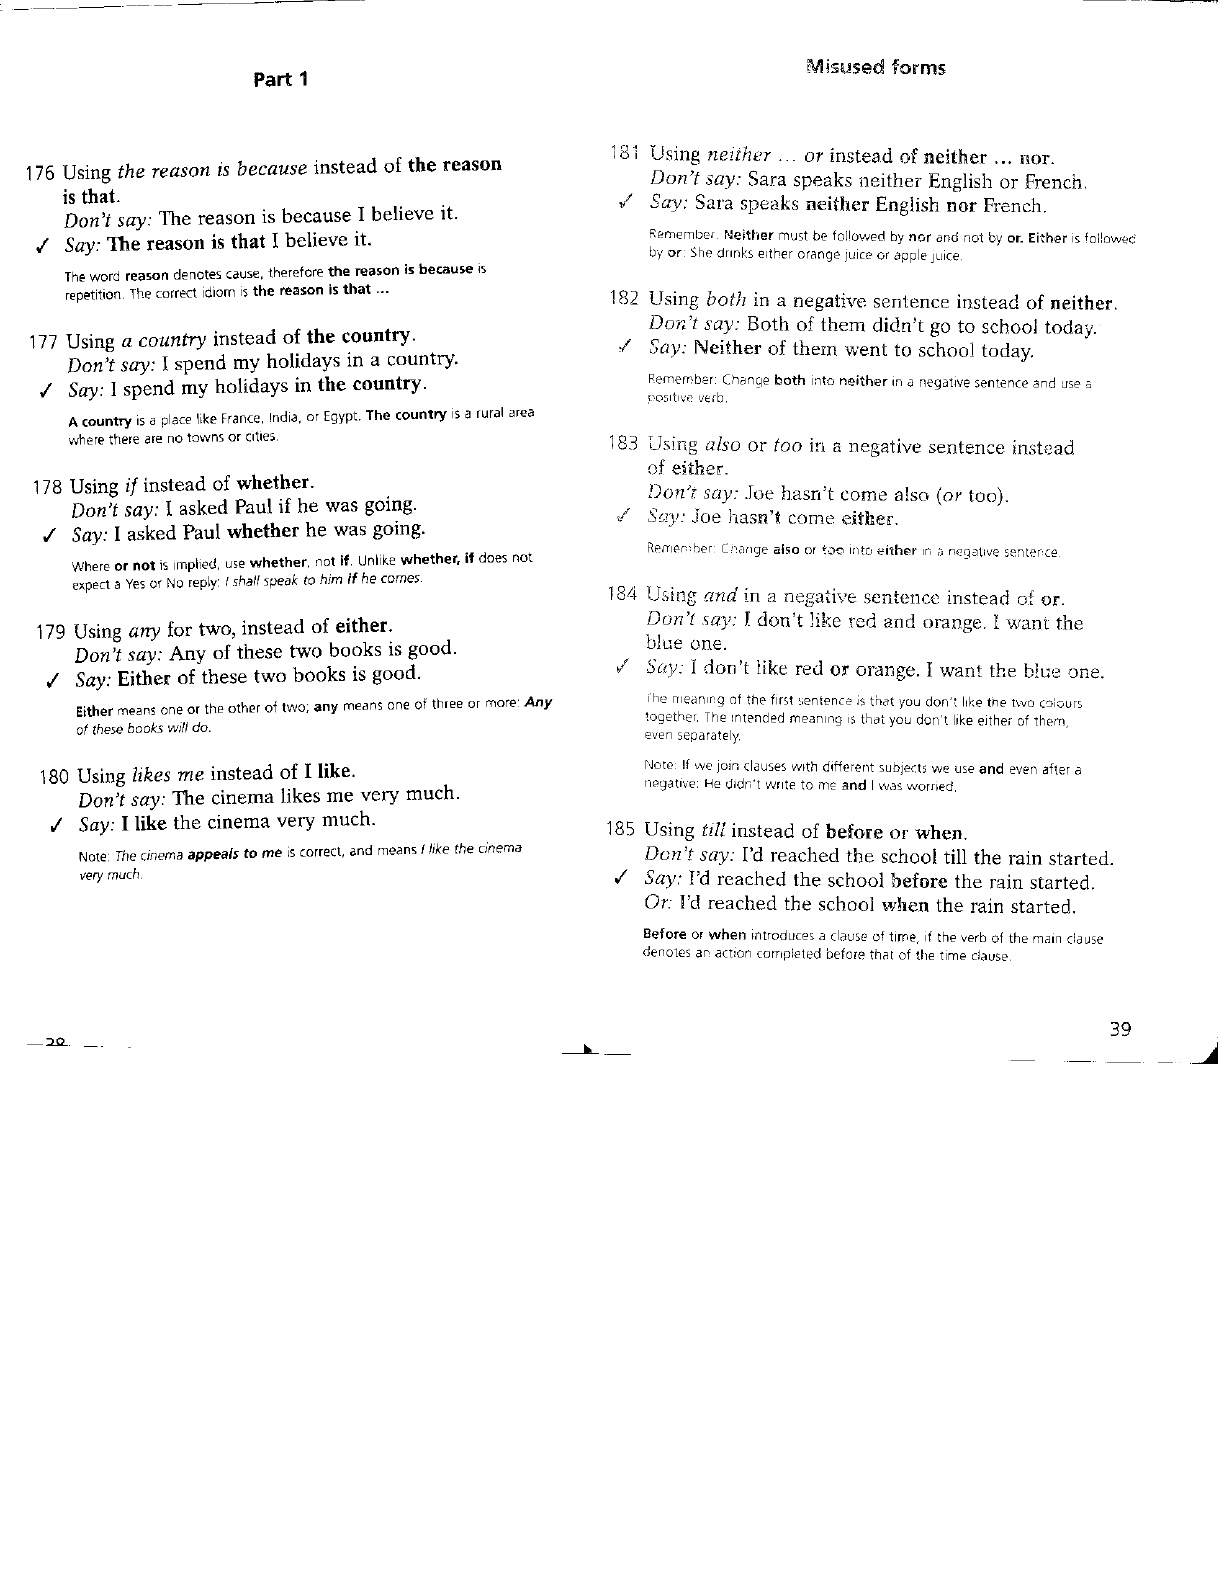 Part 1
176 Using the reason is because instead of the reason
is that.
Don't say: The reason is because I believe it.
✓ Say: The reason is that I believe it.
The word reason denotes cause, therefore the reason is because is
repetition. The correct idiom is the reason is that ...
177 Using a country instead of the country.
Don't say: I spend my holidays in a country.
✓ Say: I spend my holidays in the country.
A country is a place like France, India, or Egypt. The country is a rural area
where there are no towns or cities.
178 Using if instead of whether.
Don't say: I asked Paul if he was going.
✓ Say: I asked Paul whether he was going.
Where or not is implied, use whether, not if. Unlike whether, if does not
expect a Yes or No reply: I shall speak to him if he comes.
179 Using any for two, instead of either.
Don't say: Any of these two books is good.
✓ Say: Either of these two books is good.
Either means one or the other of two; any means one of three or more: Any
of these books will do.
180 Using likes me instead of I like.
Don't say: The cinema likes me very much.
✓ Say: I like the cinema very much.
Note: The cinema appeals to me is correct, and means I like the cinema
very much.
Misused forms
181 Using neither ... or instead of neither ... nor.
Don't say: Sara speaks neither English or French.
✓ Say: Sara speaks neither English nor French.
Remember: Neither must be followed by nor and not by or. Either is followed
by or: She drinks either orange juice or apple juice.
182 Using both in a negative sentence instead of neither.
Don't say: Both of them didn't go to school today.
✓ Say: Neither of them went to school today.
Remember: Change both into neither in a negative sentence and use a
positive verb.
183 Using also or too in a negative sentence instead
of either.
Don't say: Joe hasn't come also (or too).
✓ Say: Joe hasn't come either.
Remember: Change also or too into either in a negative sentence.
184 Using and in a negative sentence instead of or.
Don't say: I don't like red and orange. I want the
blue one.
✓ Say: I don't like red or orange. I want the blue one.
The meaning of the first sentence is that you don't like the two colours
together. The intended meaning is that you don't like either of them,
even separately.
Note: If we join clauses with different subjects we use and even after a
negative: He didn't write to me and I was worried.
185 Using till instead of before or when.
Don't say: I'd reached the school till the rain started.
✓ Say: I'd reached the school before the rain started.
Or: I'd reached the school when the rain started.
Before or when introduces a clause of time, if the verb of the main clause
denotes an action completed before that of the time clause.
39